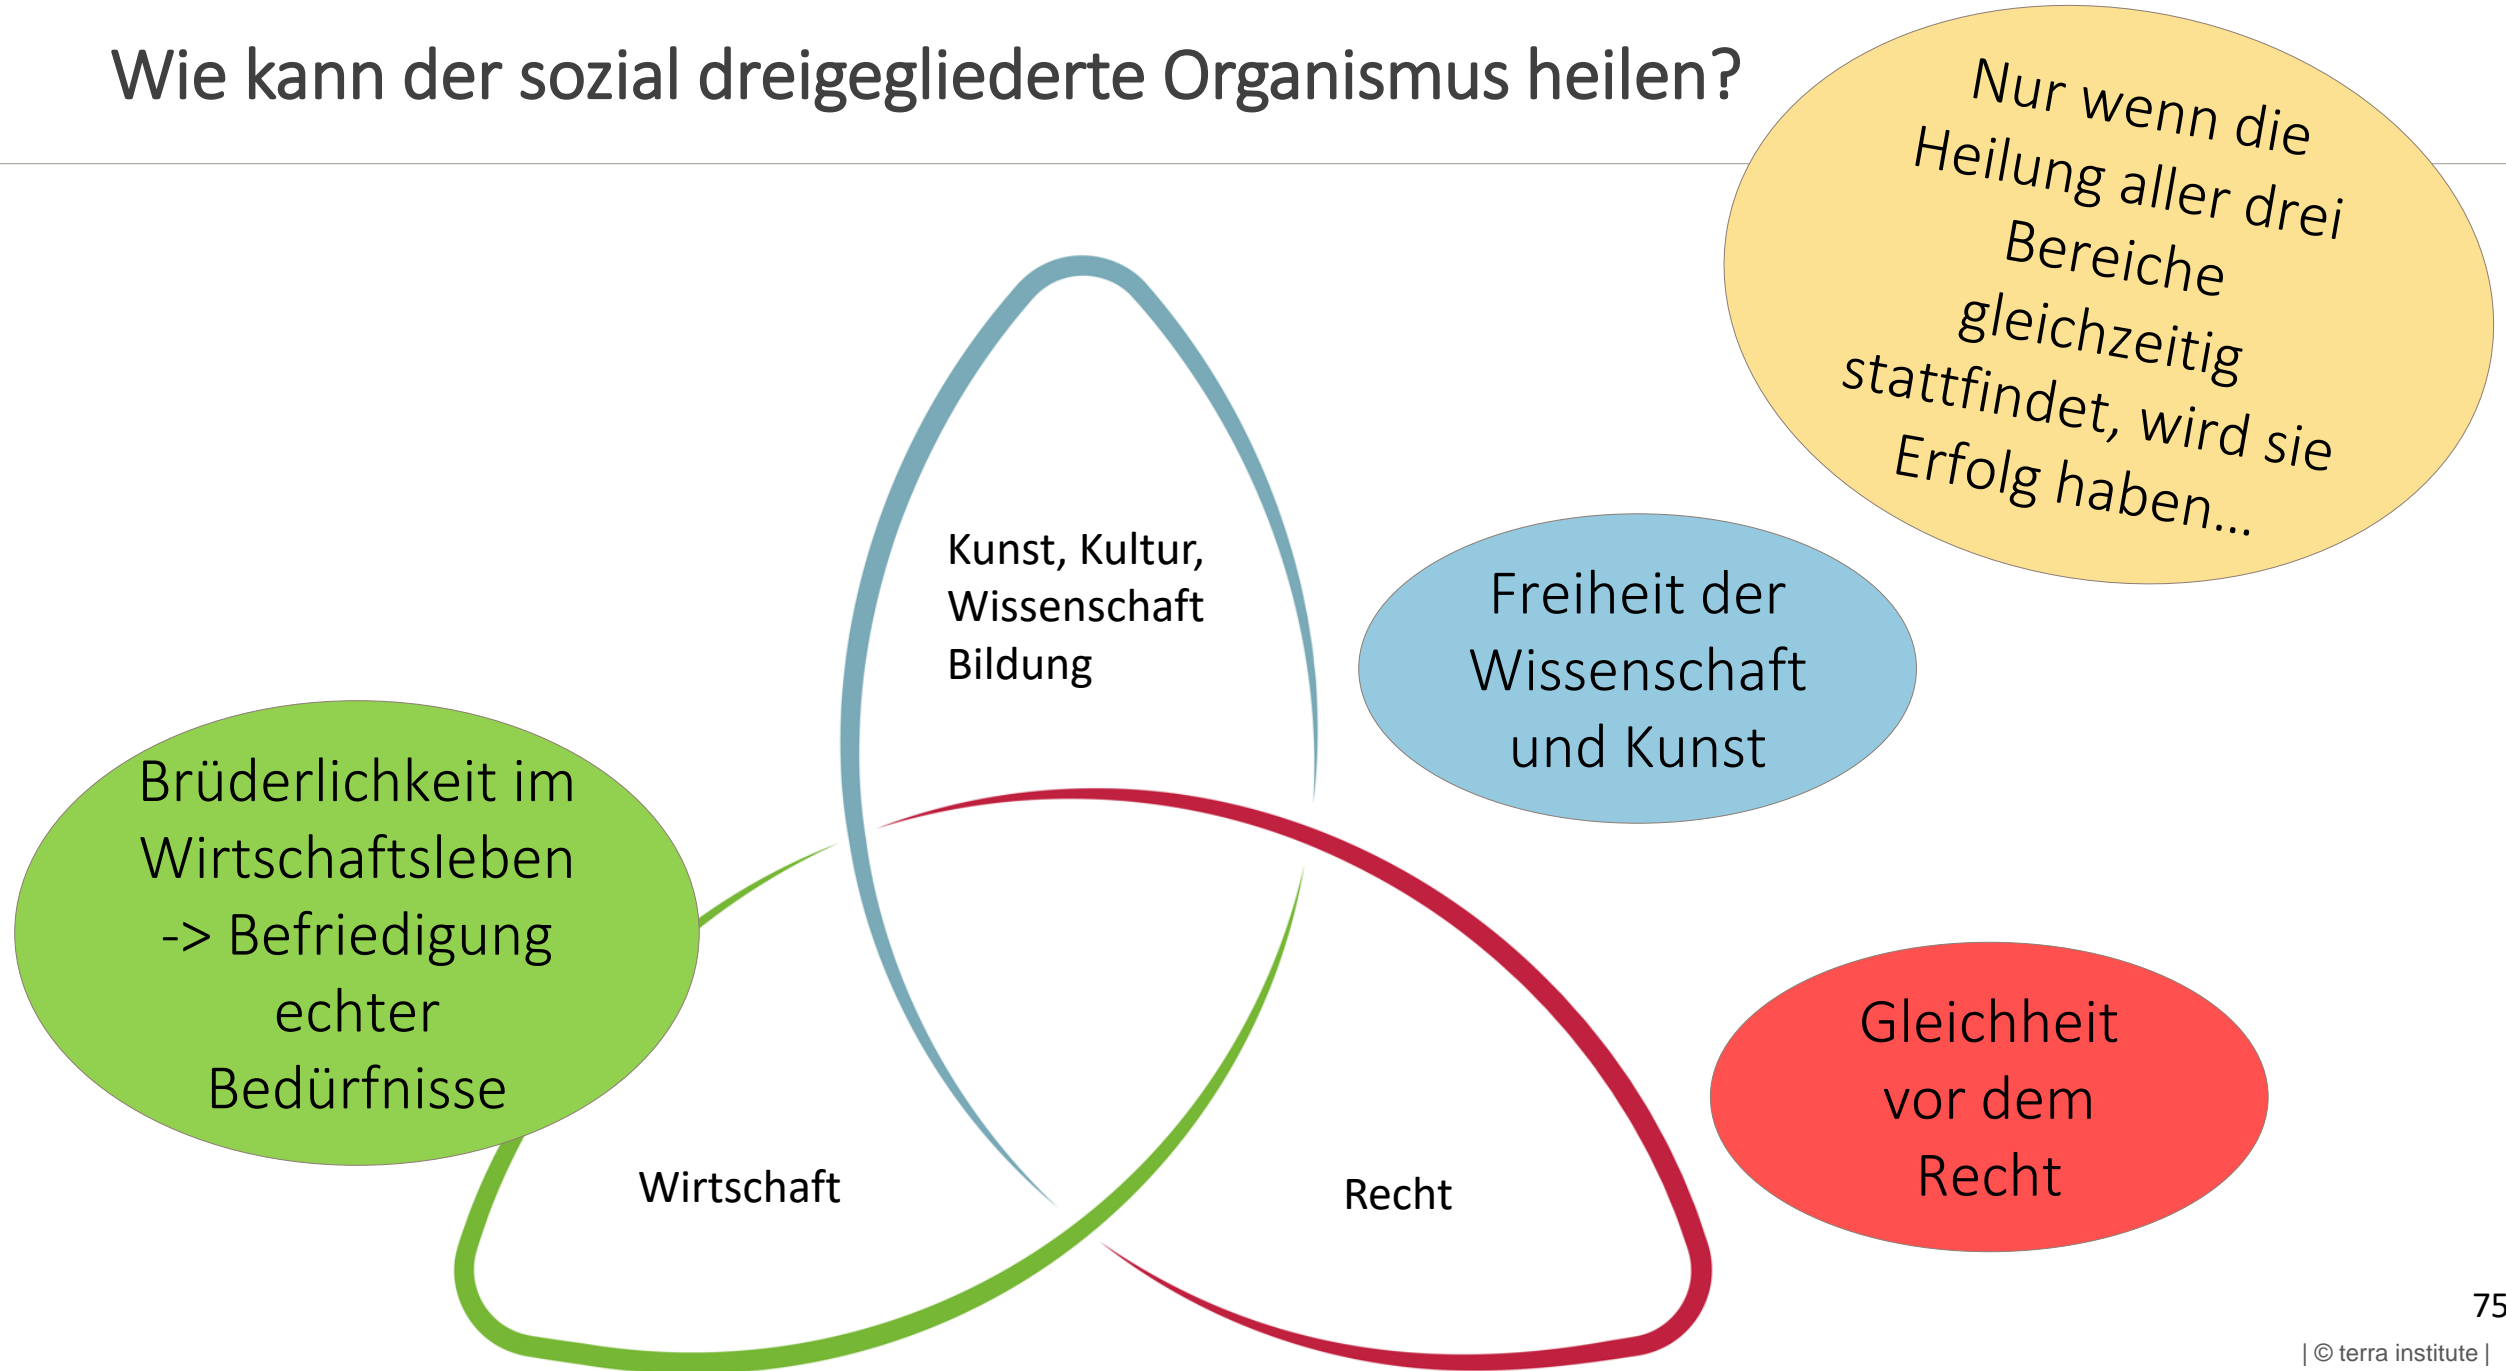 Wie kann der sozial dreigegliederte Organismus heilen?
Nur wenn die
Heilung aller drei
Bereiche
gleichzeitig
stattfindet, wird sie
Erfolg haben...
Kunst, Kultur,
Wissenschaft
Bildung
Freiheit der
Wissenschaft
und Kunst
Brüderlichkeit im
Wirtschaftsleben
-> Befriedigung
echter
Bedürfnisse
Gleichheit
vor dem
Recht
Wirtschaft
Recht
75
| © terra institute |